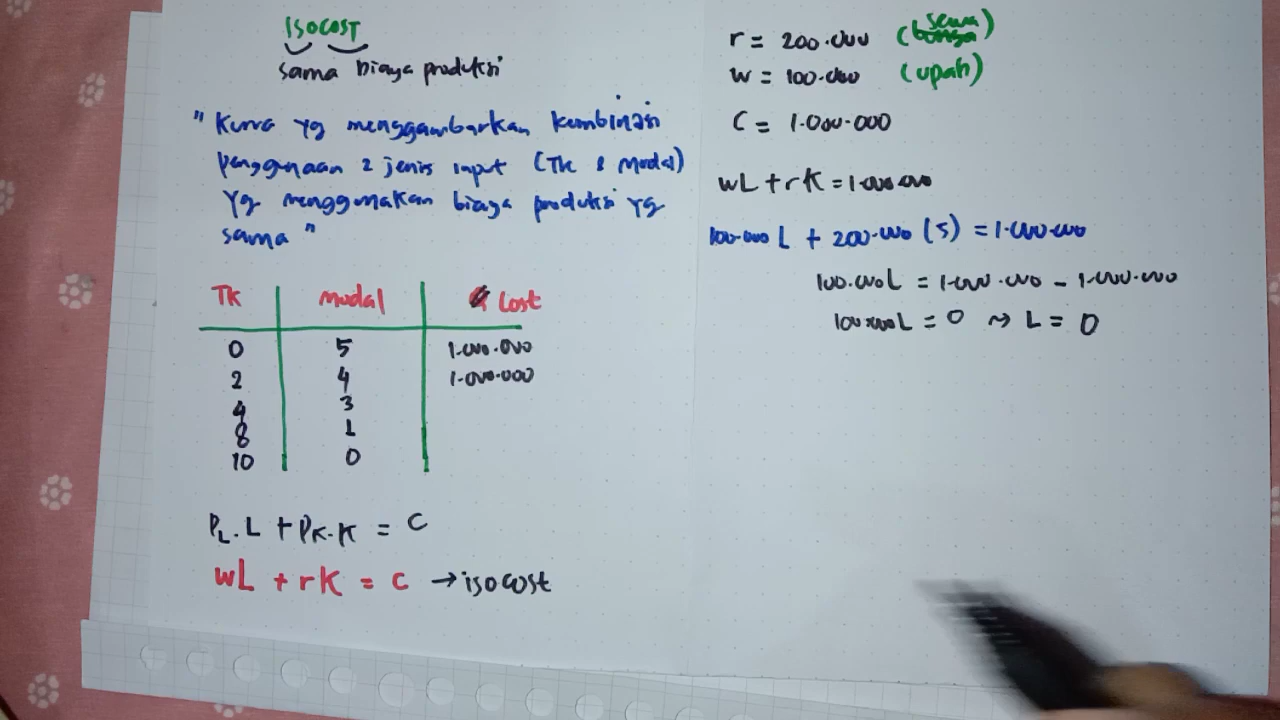 ISOCOST
sama biaya produksi
"Kurva yg menggambarkan kombinasi
penggunaan 2 jenis input (TK & Modal)
Yg menggunakan biaya produksi yg
sama"
TK modal Cost
0 5 1.000.000
2 4 1.000.000
4 3
8 1
10 0
PL.L + PK.K = C
wL + rK = C → isocost
r = 200.000 (sewa bunga)
w = 100.000 (upah)
C = 1.000.000
wL + rK = 1.000.000
100.000 L + 200.000 (5) = 1.000.000
100.000L = 1.000.000 - 1.000.000
100.000L = 0 ~> L = 0